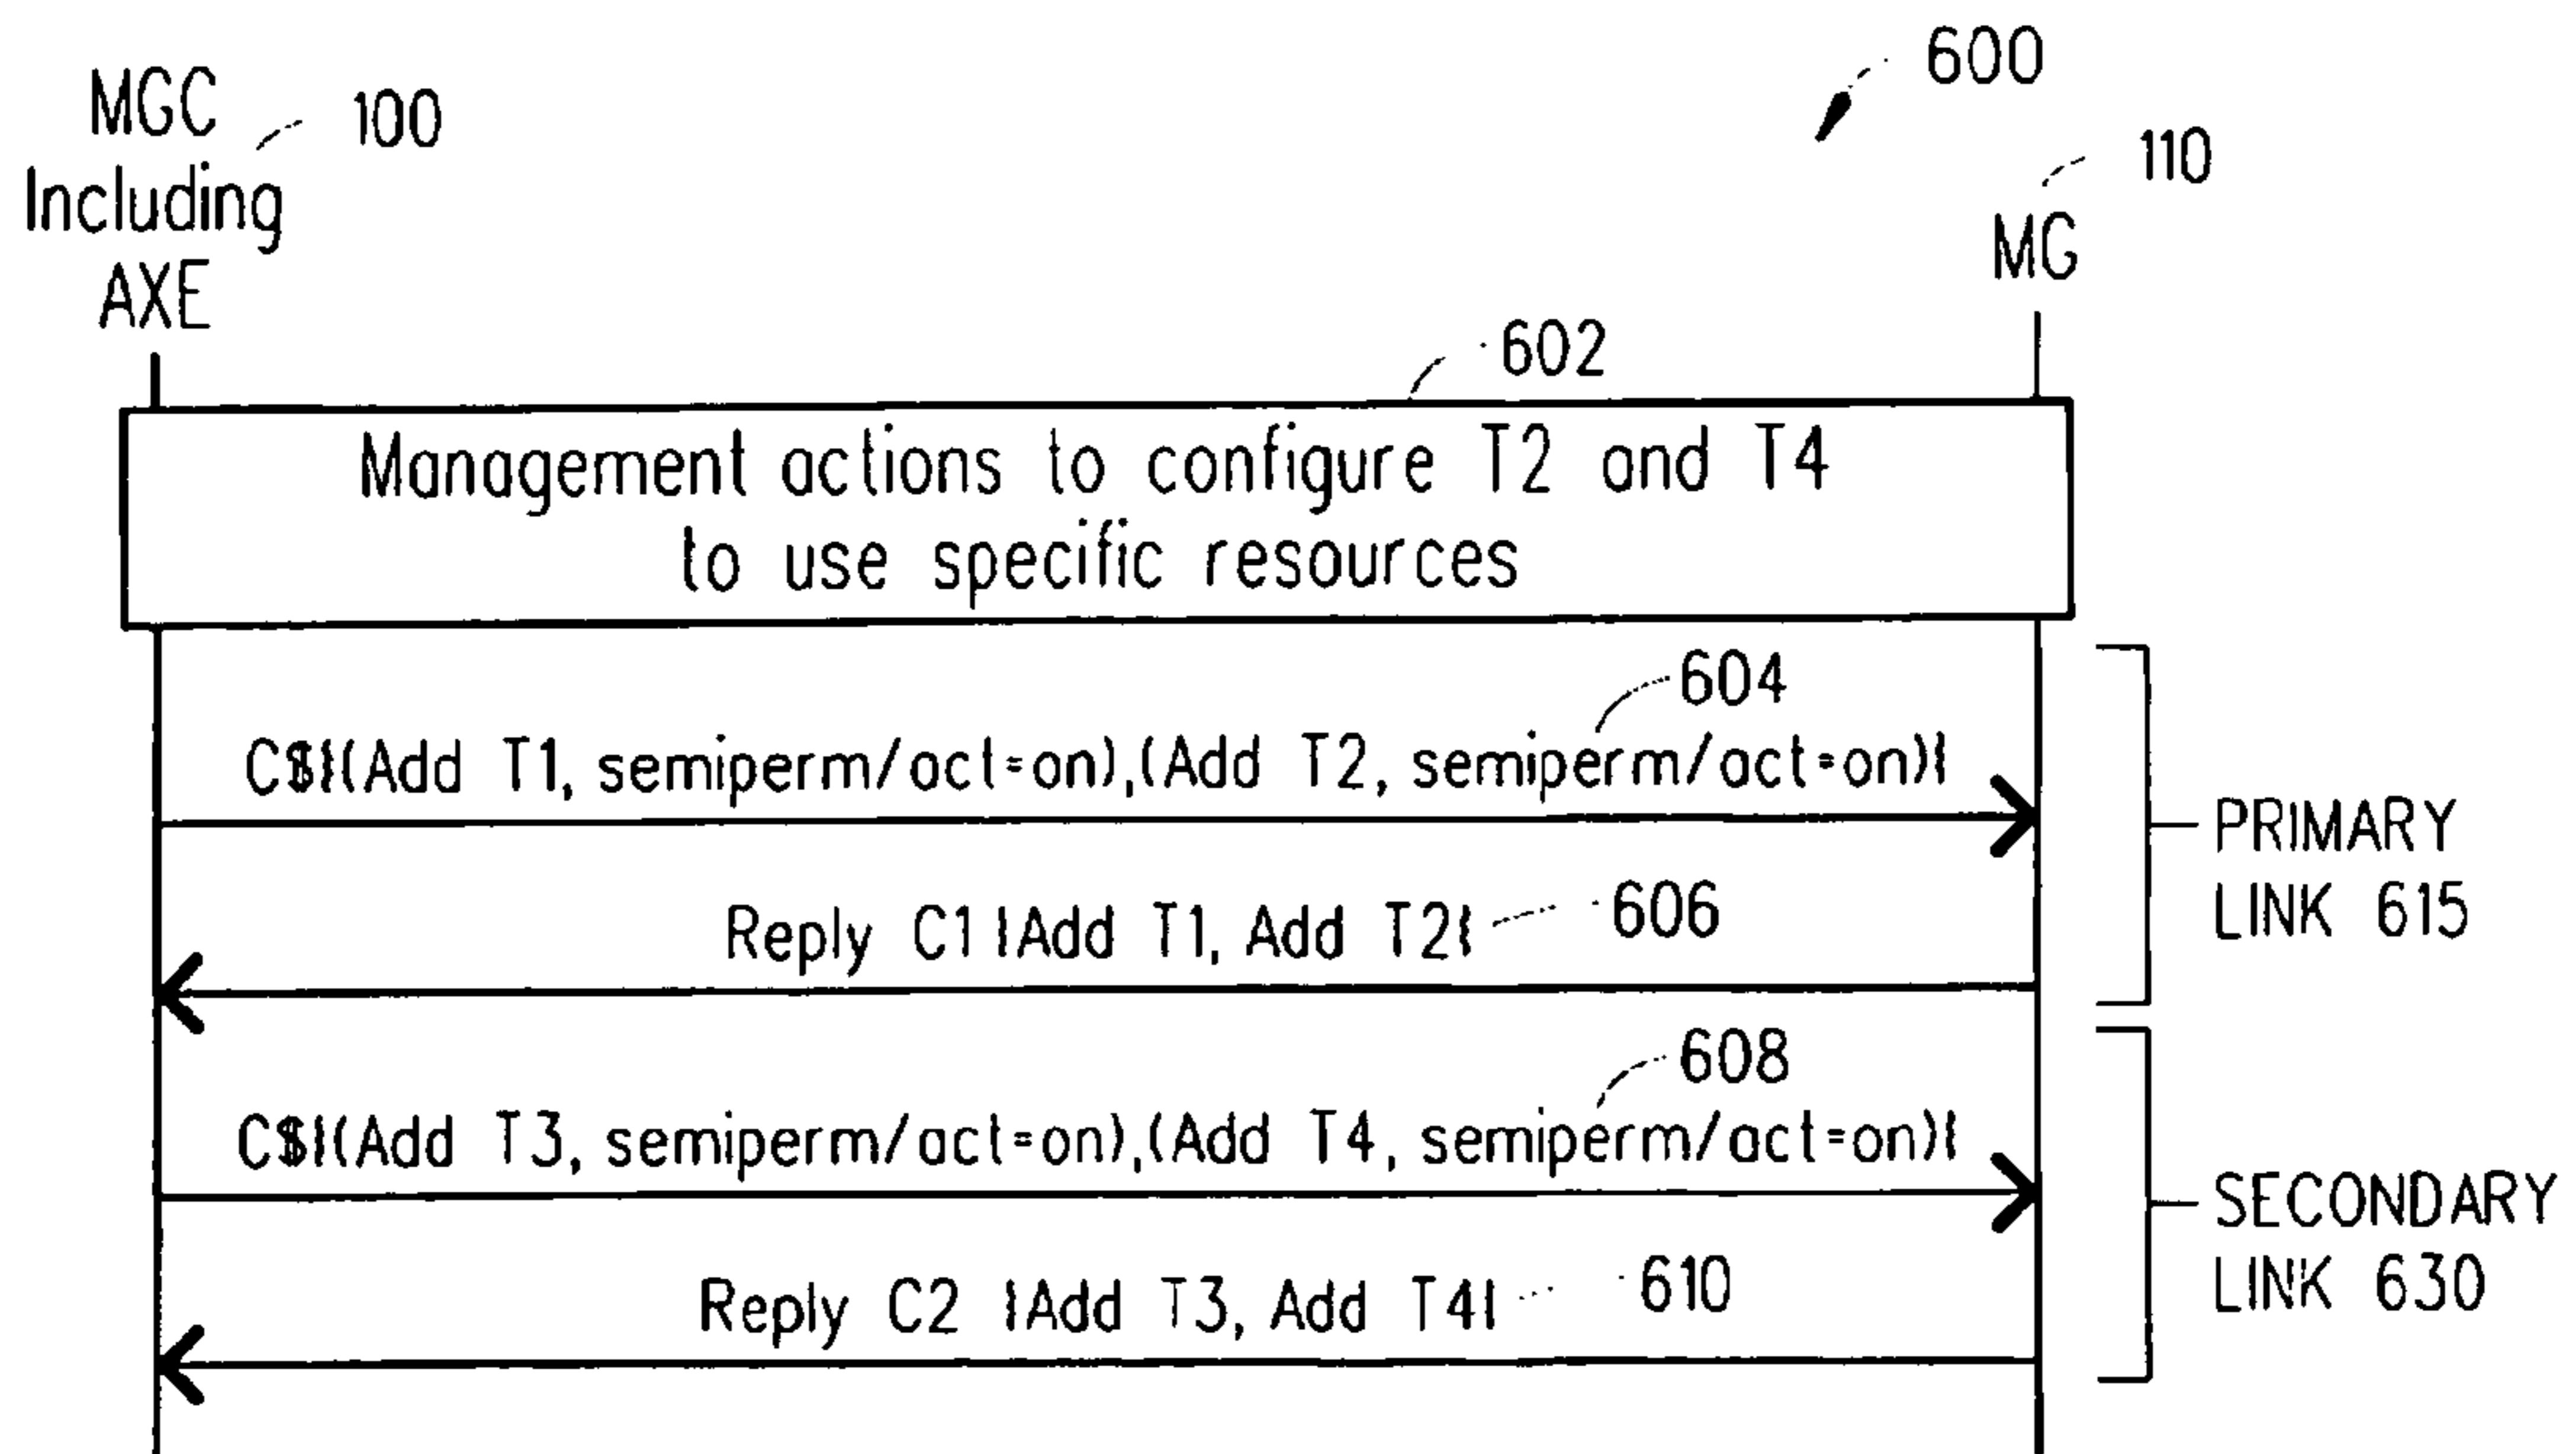 600
MGC
Including
AXE
100
110
MG
602
Management actions to configure T2 and T4
to use specific resources
604
C${(Add T1, semiperm/act=on),(Add T2, semiperm/act=on)}
PRIMARY
LINK 615
Reply C1 {Add T1, Add T2}
606
608
C${(Add T3, semiperm/act=on),(Add T4, semiperm/act=on)}
SECONDARY
LINK 630
Reply C2 {Add T3, Add T4}
610